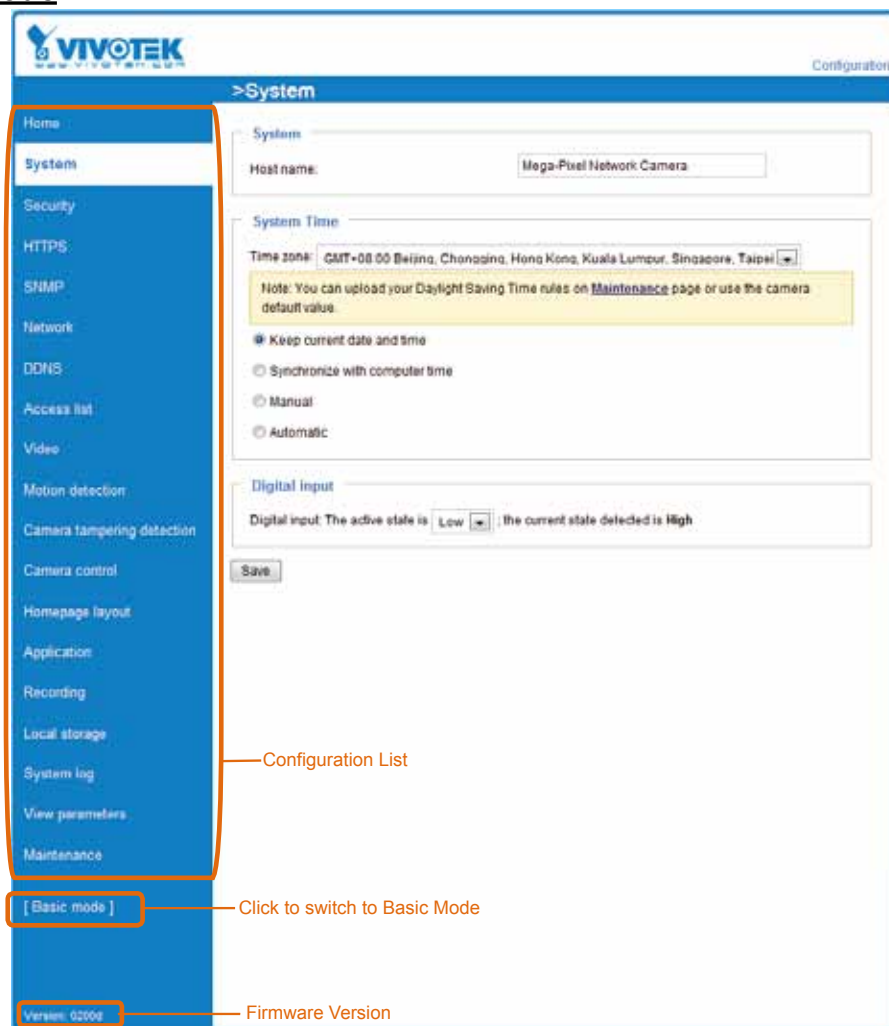 VIVOTEK
www.vivotek.com
Configuration
>System
Home
System
Security
HTTPS
SNMP
Network
DDNS
Access list
Video
Motion detection
Camera tampering detection
Camera control
Homepage layout
Application
Recording
Local storage
System log
View parameters
Maintenance
[ Basic mode ]
Version: 0200d
System
Host name: Mega-Pixel Network Camera
System Time
Time zone: GMT+08:00 Beijing, Chongqing, Hong Kong, Kuala Lumpur, Singapore, Taipei
Note: You can upload your Daylight Saving Time rules on Maintenance page or use the camera
default value.
Keep current date and time
Synchronize with computer time
Manual
Automatic
Digital input
Digital input: The active state is Low ; the current state detected is High
Save
Configuration List
Click to switch to Basic Mode
Firmware Version